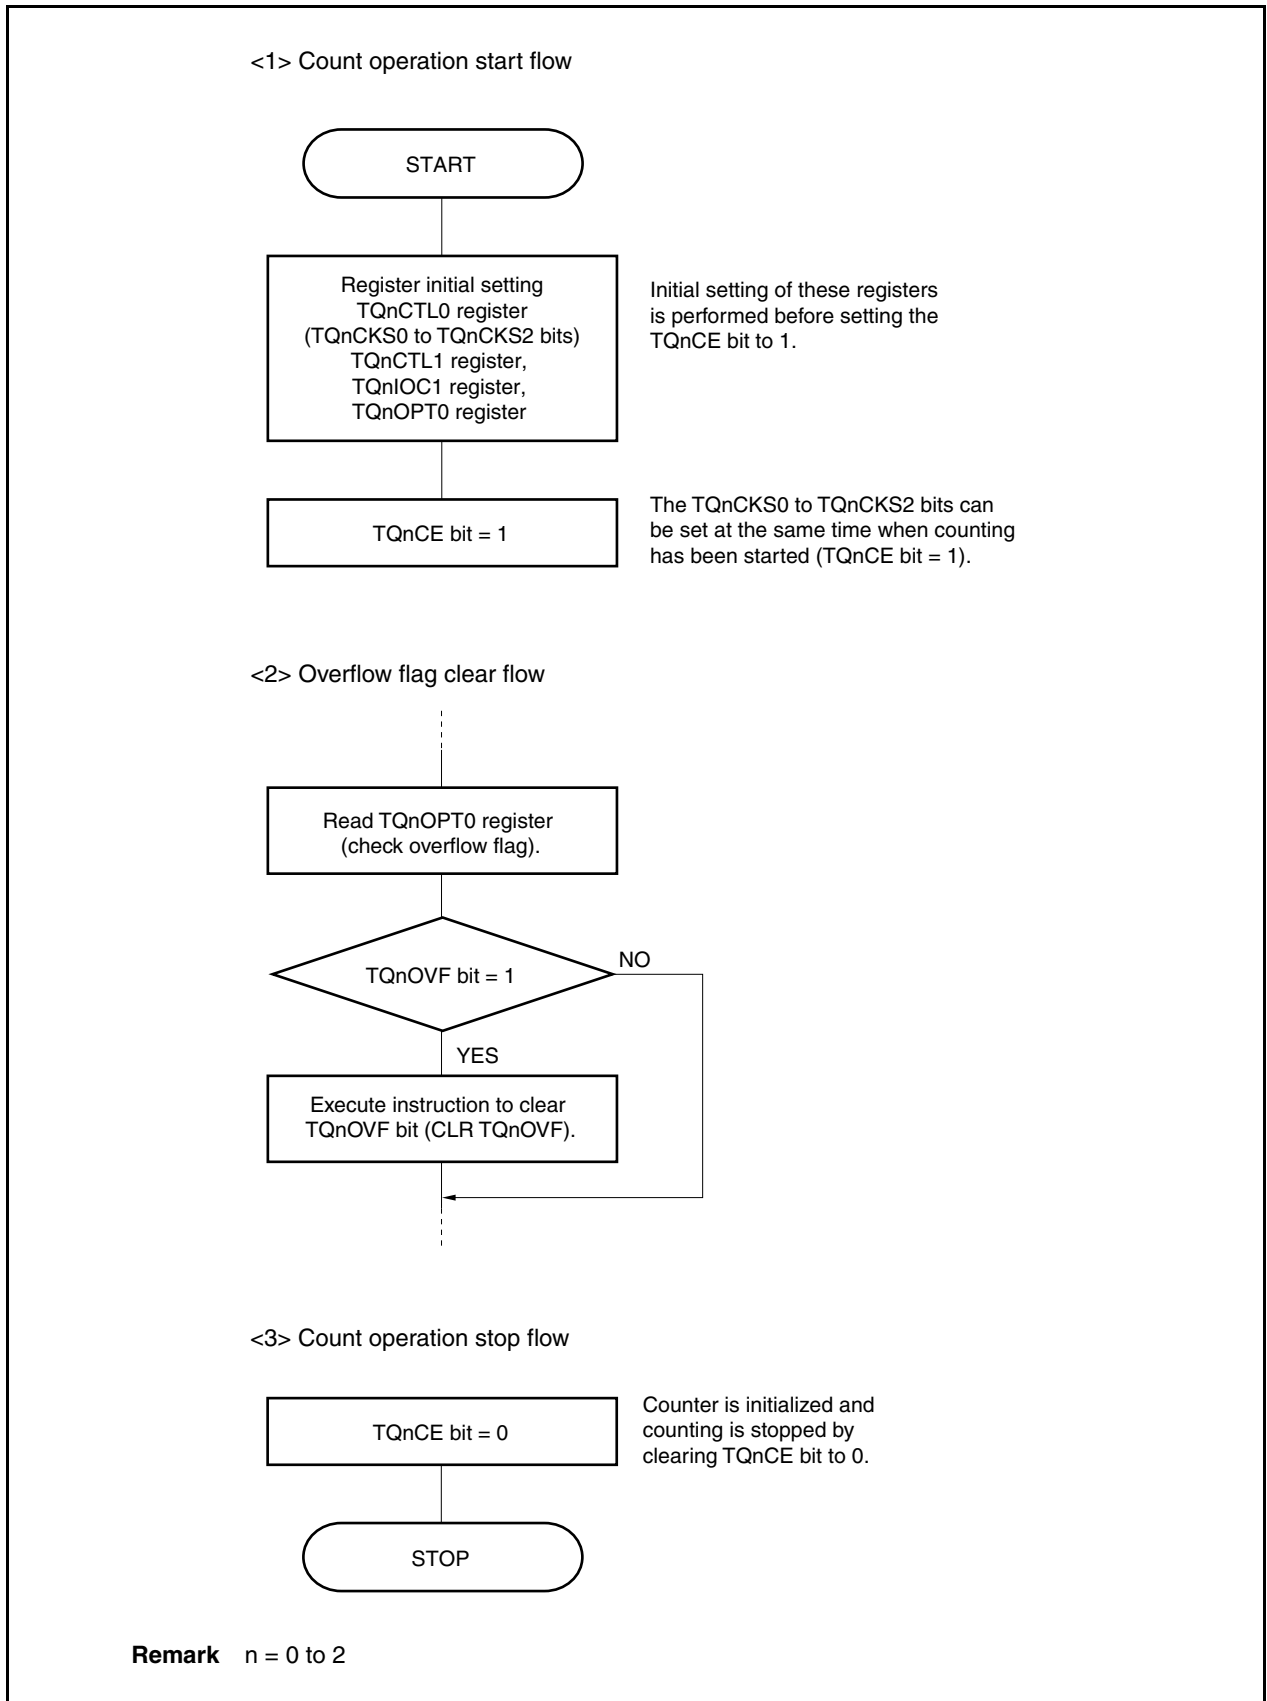 <1> Count operation start flow
START
Register initial setting
TQnCTL0 register
(TQnCKS0 to TQnCKS2 bits)
TQnCTL1 register,
TQnIOC1 register,
TQnOPT0 register
Initial setting of these registers
is performed before setting the
TQnCE bit to 1.
TQnCE bit = 1
The TQnCKS0 to TQnCKS2 bits can
be set at the same time when counting
has been started (TQnCE bit = 1).
<2> Overflow flag clear flow
Read TQnOPT0 register
(check overflow flag).
TQnOVF bit = 1
NO
YES
Execute instruction to clear
TQnOVF bit (CLR TQnOVF).
<3> Count operation stop flow
TQnCE bit = 0
Counter is initialized and
counting is stopped by
clearing TQnCE bit to 0.
STOP
Remark n = 0 to 2